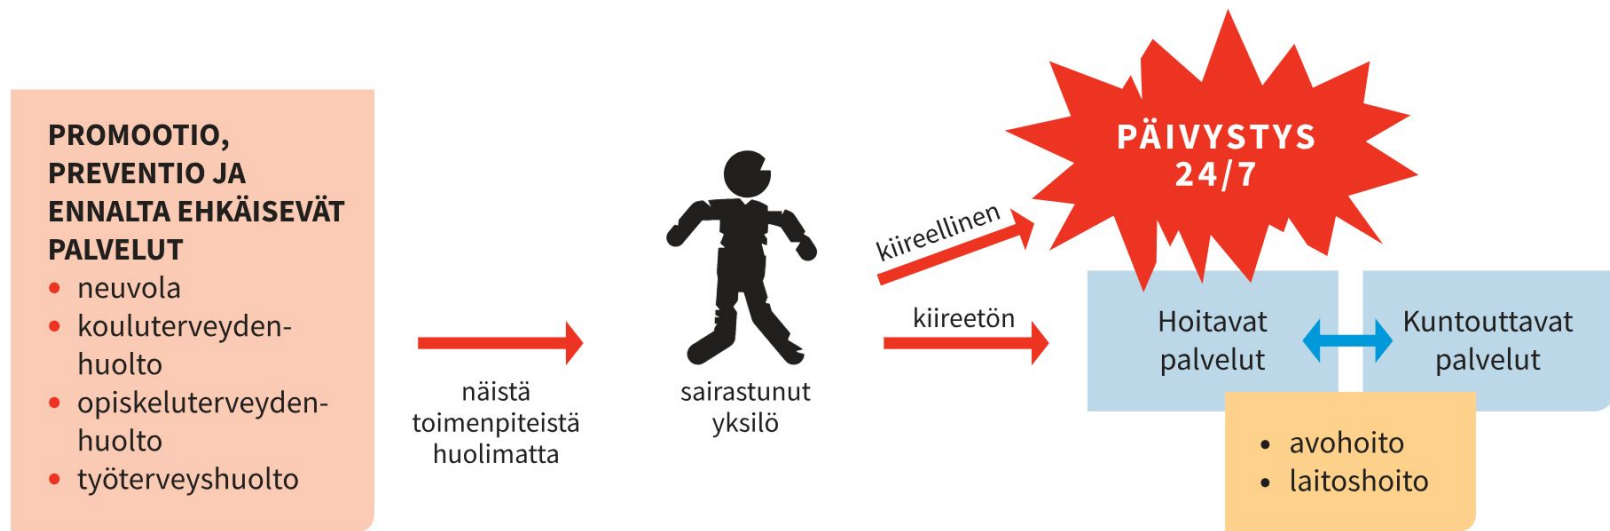 PROMOOTIO,
PREVENTIO JA
ENNALTA EHKÄISEVÄT
PALVELUT
• neuvola
• kouluterveyden-
huolto
• opiskeluterveyden-
huolto
• työterveyshuolto
näistä
toimenpiteistä
huolimatta
sairastunut
yksilö
kiireellinen
kiireetön
PÄIVYSTYS
24/7
Hoitavat
palvelut
Kuntouttavat
palvelut
• avohoito
• laitoshoito